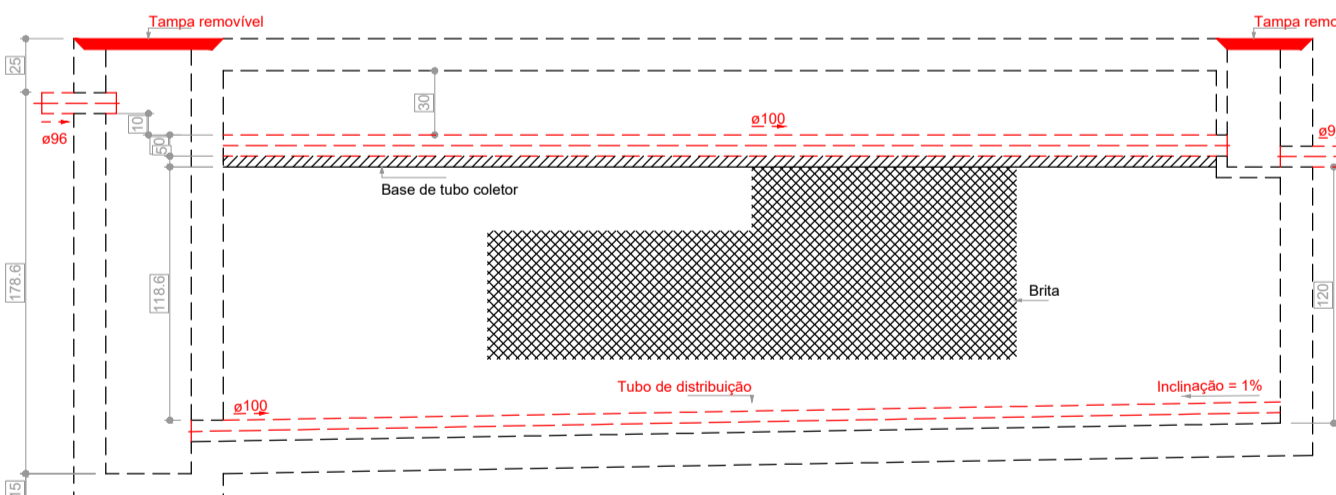 Tampa removível
Tampa remo
25
30
10
ø96
50
ø100
ø9
Base de tubo coletor
178.6
118.6
Brita
120
Tubo de distribuição
Inclinação = 1%
ø100
15